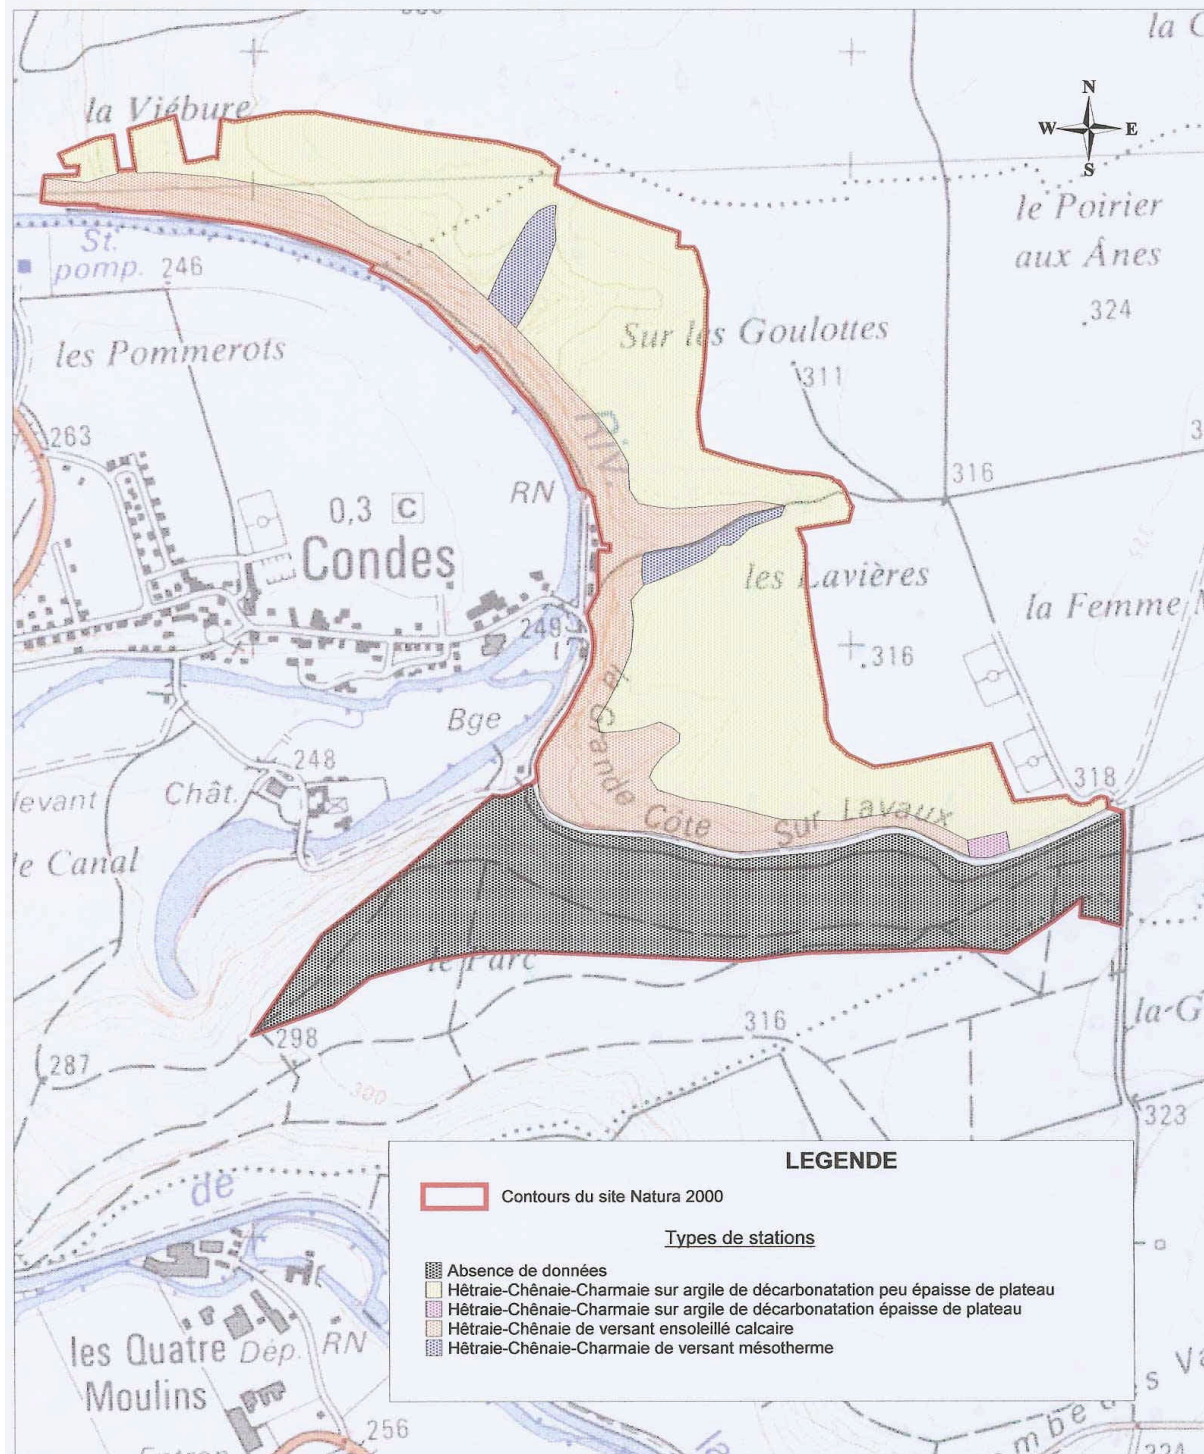 la C
la Viébure
N
W E
S
le Poirier
aux Ânes
.324
St.
pomp.
246
les Pommerots
Sur les Goulottes
311
263
Riv.
316
RN
0,3 C
Condes
les Lavières
la Femme
249
.316
la Grande Côte
Bge
248
Chât.
318
levant
Sur Lavaux
le Canal
le Parc
298
316
la-G
287
300
323
de
LEGENDE
Contours du site Natura 2000
Types de stations
Absence de données
Hêtraie-Chênaie-Charmaie sur argile de décarbonatation peu épaisse de plateau
Hêtraie-Chênaie-Charmaie sur argile de décarbonatation épaisse de plateau
Hêtraie-Chênaie de versant ensoleillé calcaire
Hêtraie-Chênaie-Charmaie de versant mésotherme
les Quatre
Moulins
Dép.
RN
256